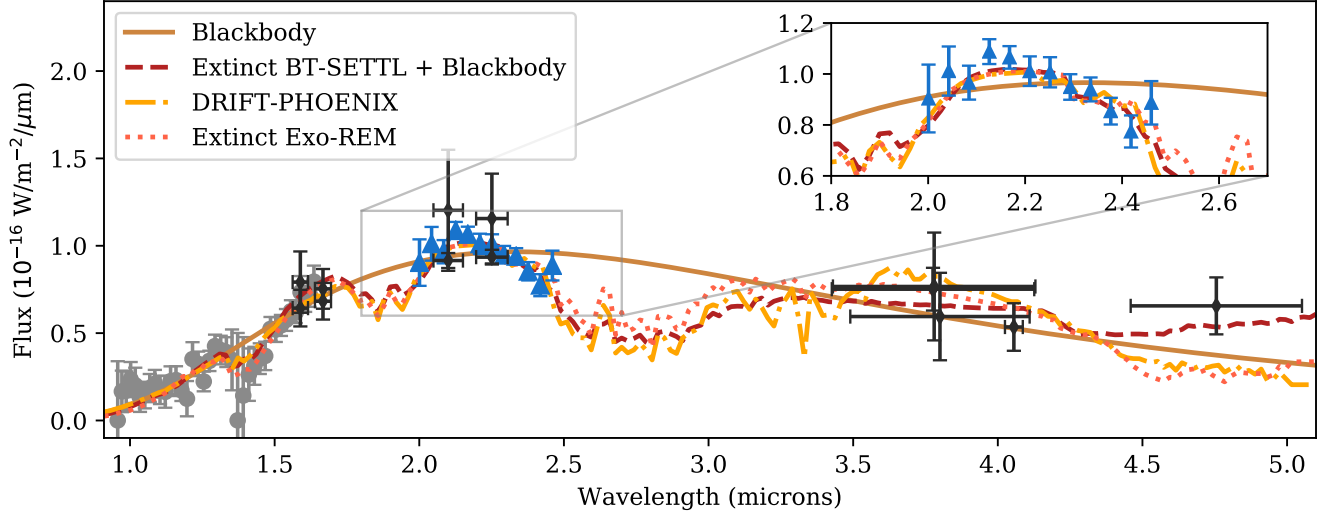 Blackbody
Extinct BT-SETTL + Blackbody
DRIFT-PHOENIX
Extinct Exo-REM
1.2
1.0
0.8
0.6
1.8 2.0 2.2 2.4 2.6
2.0
1.5
1.0
0.5
0.0
Flux (10⁻¹⁶ W/m⁻²/μm)
1.0 1.5 2.0 2.5 3.0 3.5 4.0 4.5 5.0
Wavelength (microns)